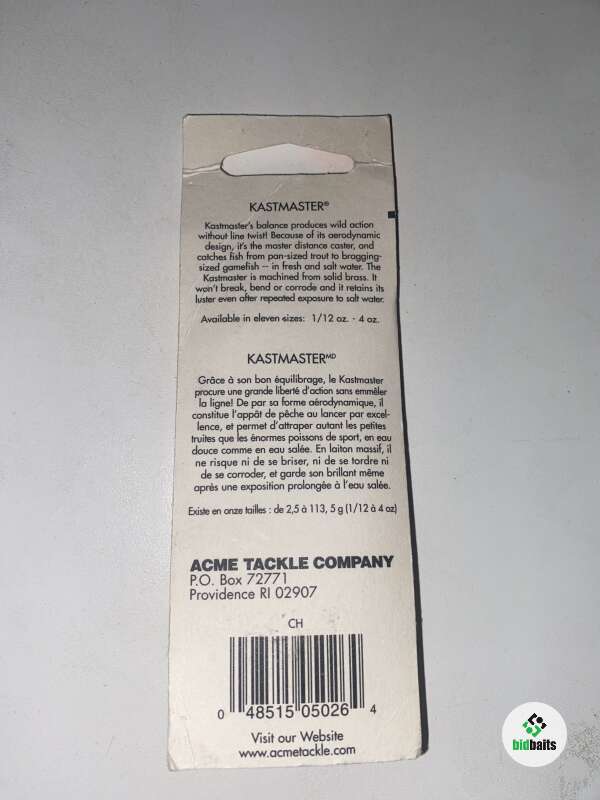 KASTMASTER®
Kastmaster's balance produces wild action
without line twist! Because of its aerodynamic
design, it's the master distance caster, and
catches fish from pan-sized trout to bragging-
sized gamefish -- in fresh and salt water. The
Kastmaster is machined from solid brass. It
won't break, bend or corrode and it retains its
luster even after repeated exposure to salt water.
Available in eleven sizes: 1/12 oz. - 4 oz.
KASTMASTERᴹᴰ
Grâce à son bon équilibrage, le Kastmaster
procure une grande liberté d'action sans emmêler
la ligne! De par sa forme aérodynamique, il
constitue l'appât de pêche au lancer par excel-
lence, et permet d'attraper autant les petites
truites que les énormes poissons de sport, en eau
douce comme en eau salée. En laiton massif, il
ne risque ni de se briser, ni de se tordre ni
de se corroder, et garde son brillant même
après une exposition prolongée à l'eau salée.
Existe en onze tailles : de 2,5 à 113, 5 g (1/12 à 4 oz)
ACME TACKLE COMPANY
P.O. Box 72771
Providence RI 02907
CH
0 48515 05026 4
Visit our Website
www.acmetackle.com
bidbaits